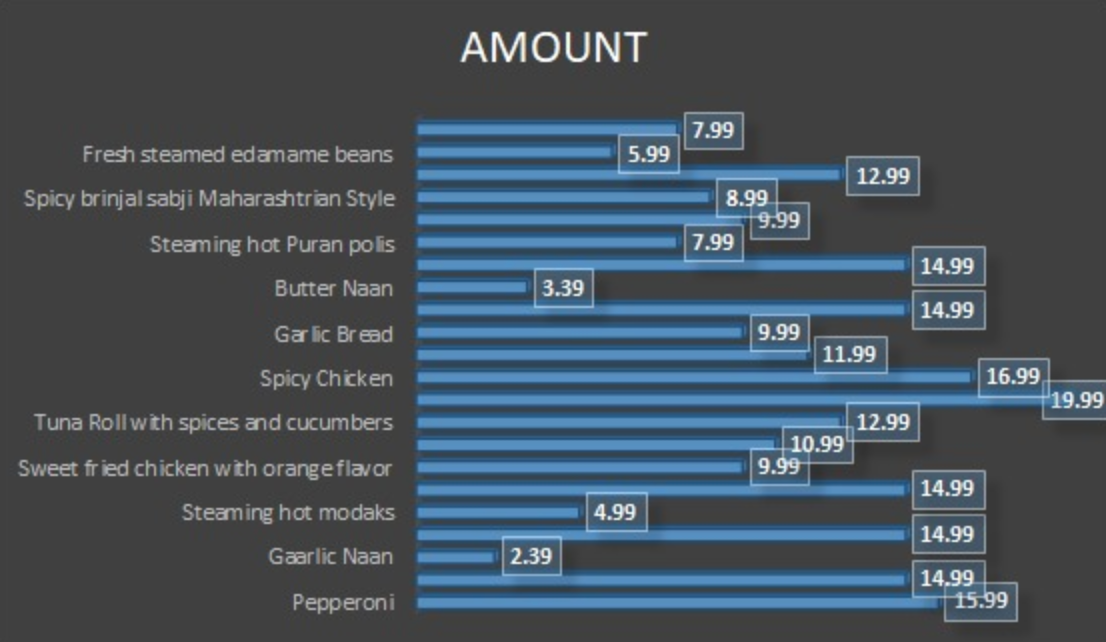 AMOUNT
7.99
Fresh steamed edamame beans 5.99
12.99
Spicy brinjal sabji Maharashtrian Style 8.99
9.99
Steaming hot Puran polis 7.99
14.99
Butter Naan 3.39
14.99
Garlic Bread 9.99
11.99
Spicy Chicken 16.99
19.99
Tuna Roll with spices and cucumbers 12.99
10.99
Sweet fried chicken with orange flavor 9.99
14.99
Steaming hot modaks 4.99
14.99
Gaarlic Naan 2.39
14.99
Pepperoni 15.99